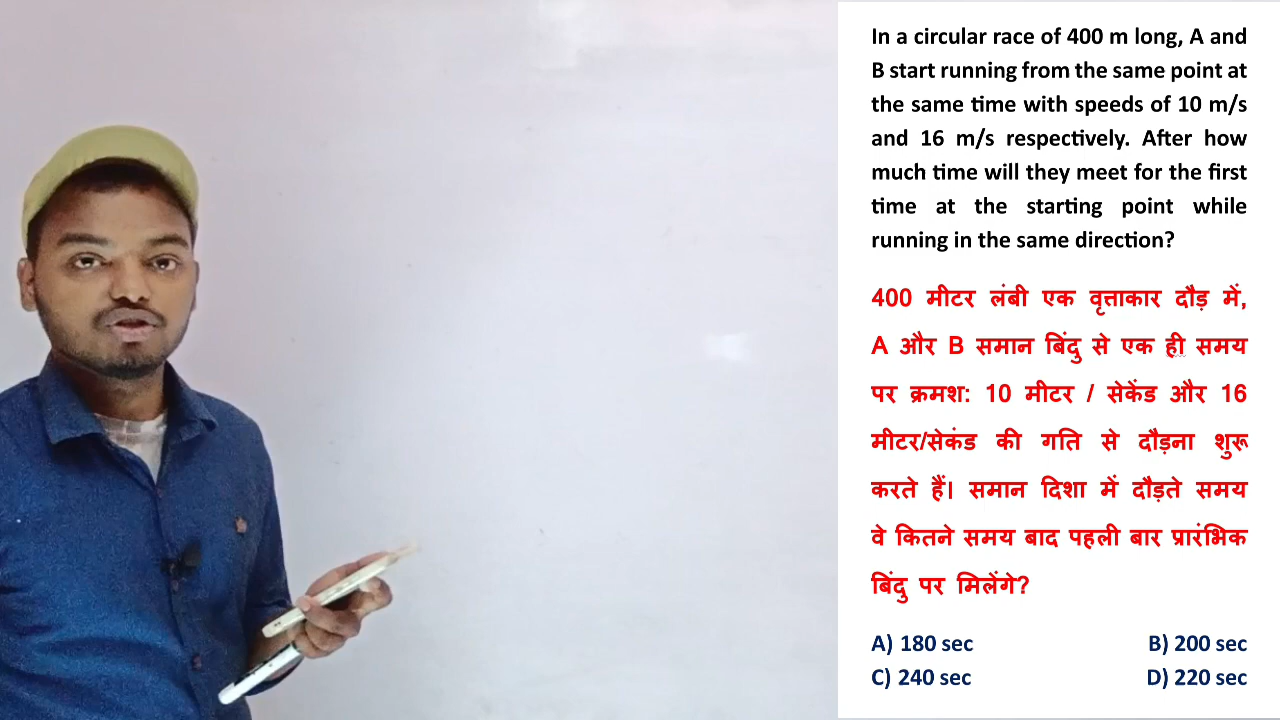 In a circular race of 400 m long, A and
B start running from the same point at
the same time with speeds of 10 m/s
and 16 m/s respectively. After how
much time will they meet for the first
time at the starting point while
running in the same direction?
400 मीटर लंबी एक वृत्ताकार दौड़ में,
A और B समान बिंदु से एक ही समय
पर क्रमश: 10 मीटर / सेकेंड और 16
मीटर/सेकंड की गति से दौड़ना शुरू
करते हैं। समान दिशा में दौड़ते समय
वे कितने समय बाद पहली बार प्रारंभिक
बिंदु पर मिलेंगे?
A) 180 sec B) 200 sec
C) 240 sec D) 220 sec